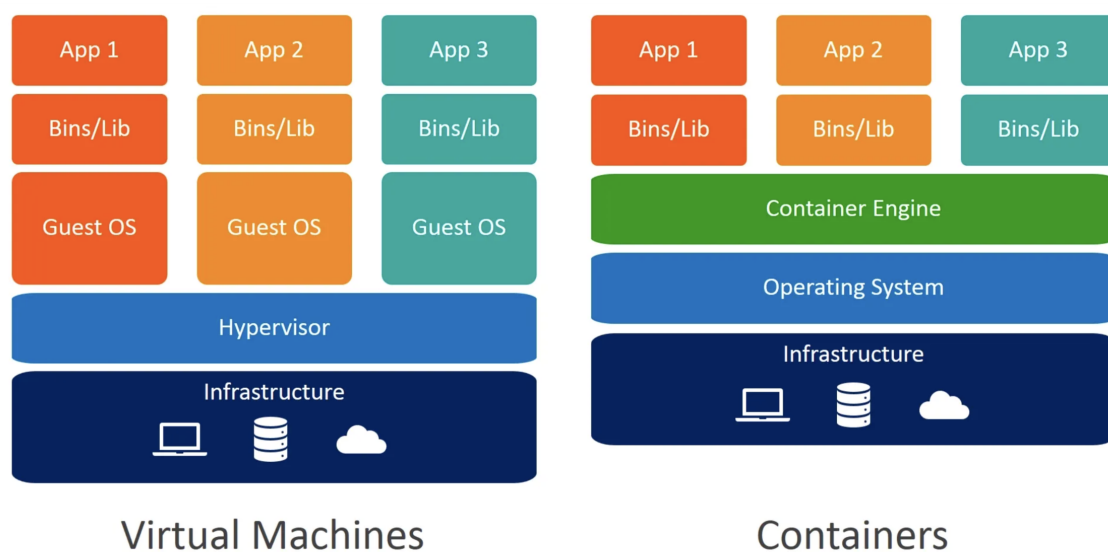 App 1
App 2
App 3
Bins/Lib
Bins/Lib
Bins/Lib
Guest OS
Guest OS
Guest OS
Hypervisor
Infrastructure
Virtual Machines
App 1
App 2
App 3
Bins/Lib
Bins/Lib
Bins/Lib
Container Engine
Operating System
Infrastructure
Containers